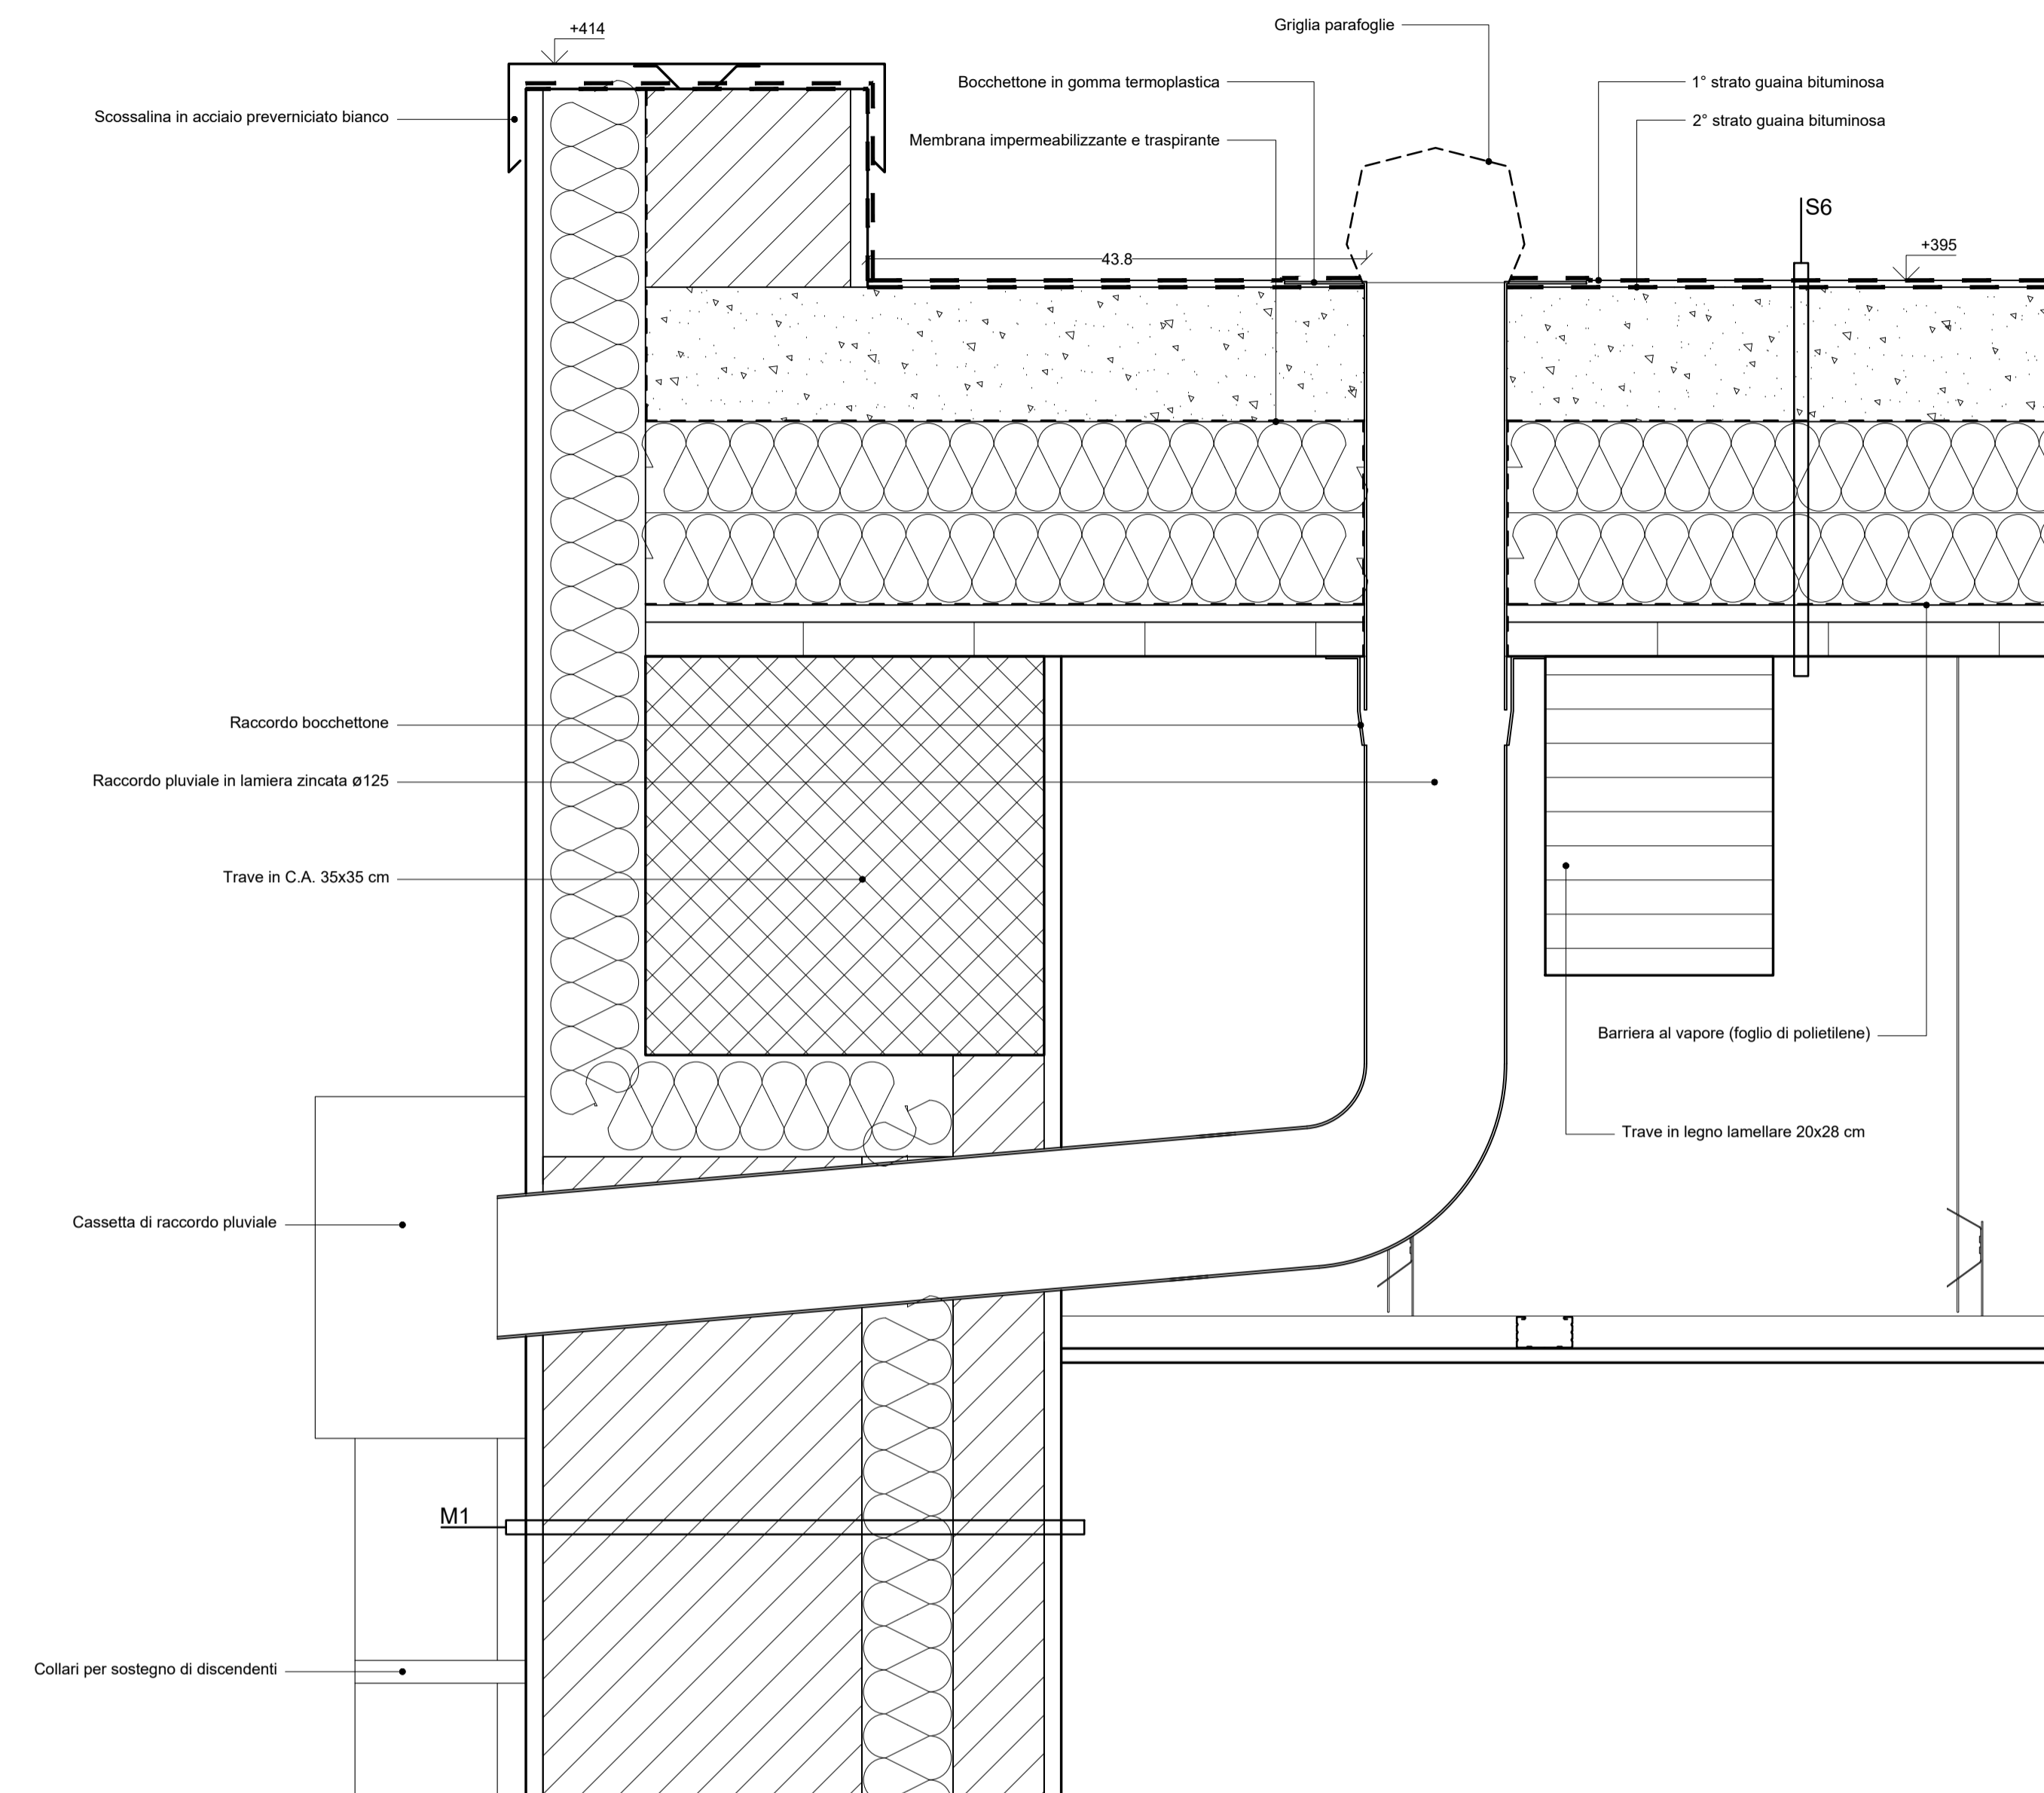 +414
Griglia parafoglie
Bocchettone in gomma termoplastica
1° strato guaina bituminosa
Scossalina in acciaio preverniciato bianco
2° strato guaina bituminosa
Membrana impermeabilizzante e traspirante
S6
+395
43.8
Raccordo bocchettone
Raccordo pluviale in lamiera zincata ø125
Trave in C.A. 35x35 cm
Barriera al vapore (foglio di polietilene)
Trave in legno lamellare 20x28 cm
Cassetta di raccordo pluviale
M1
Collari per sostegno di discendenti